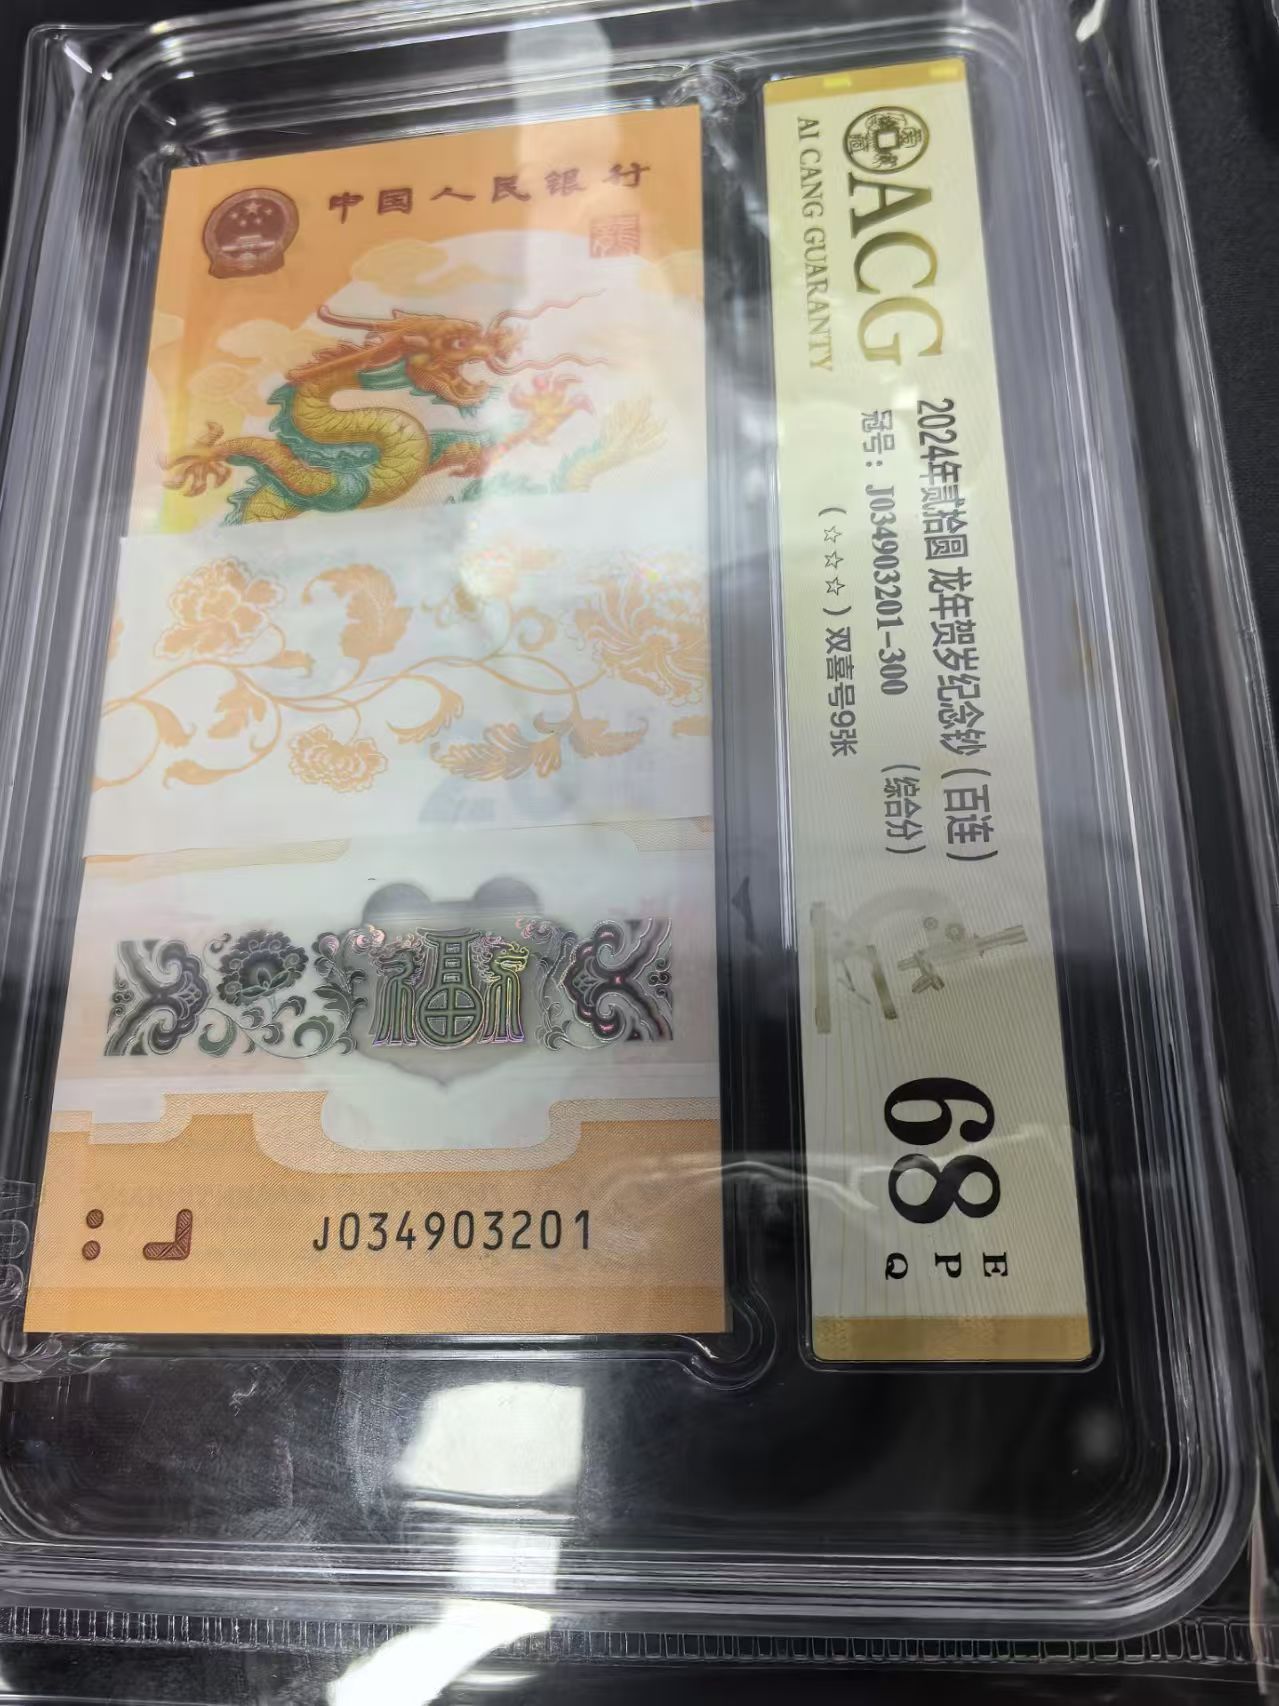 中国人民银行
福
J034903201
ACG
AI CANG GUARANTY
2024年贰拾圆 龙年贺岁纪念钞（百连）
冠号：J034903201-300 （综合分）
（☆☆☆）双喜号9张
68
E
P
Q